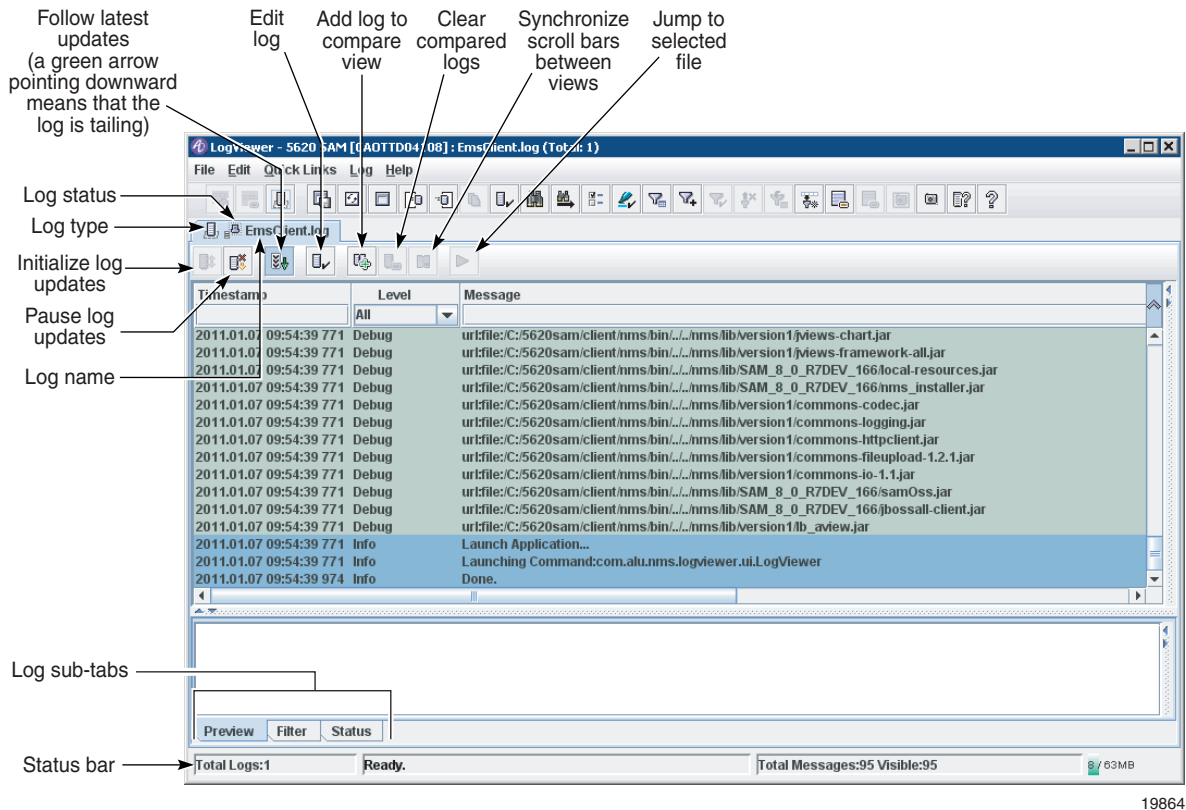 Follow latest
updates
(a green arrow
pointing downward
means that the
log is tailing)
Edit
log
Add log to
compare
view
Clear
compared
logs
Synchronize
scroll bars
between
views
Jump to
selected
file
Log status
Log type
Initialize log
updates
Pause log
updates
Log name
Log sub-tabs
Status bar
LogViewer - 5620 SAM [CAOTTD04108] : EmsClient.log (Total: 1)
File Edit Quick Links Log Help
EmsClient.log
Timestamp Level Message
All
2011.01.07 09:54:39 771 Debug url:file:/C:/5620sam/client/nms/bin/../../nms/lib/version1/jviews-chart.jar
2011.01.07 09:54:39 771 Debug url:file:/C:/5620sam/client/nms/bin/../../nms/lib/version1/jviews-framework-all.jar
2011.01.07 09:54:39 771 Debug url:file:/C:/5620sam/client/nms/bin/../../nms/lib/SAM_8_0_R7DEV_166/local-resources.jar
2011.01.07 09:54:39 771 Debug url:file:/C:/5620sam/client/nms/bin/../../nms/lib/SAM_8_0_R7DEV_166/nms_installer.jar
2011.01.07 09:54:39 771 Debug url:file:/C:/5620sam/client/nms/bin/../../nms/lib/version1/commons-codec.jar
2011.01.07 09:54:39 771 Debug url:file:/C:/5620sam/client/nms/bin/../../nms/lib/version1/commons-logging.jar
2011.01.07 09:54:39 771 Debug url:file:/C:/5620sam/client/nms/bin/../../nms/lib/version1/commons-httpclient.jar
2011.01.07 09:54:39 771 Debug url:file:/C:/5620sam/client/nms/bin/../../nms/lib/version1/commons-fileupload-1.2.1.jar
2011.01.07 09:54:39 771 Debug url:file:/C:/5620sam/client/nms/bin/../../nms/lib/version1/commons-io-1.1.jar
2011.01.07 09:54:39 771 Debug url:file:/C:/5620sam/client/nms/bin/../../nms/lib/SAM_8_0_R7DEV_166/samOss.jar
2011.01.07 09:54:39 771 Debug url:file:/C:/5620sam/client/nms/bin/../../nms/lib/SAM_8_0_R7DEV_166/jbossall-client.jar
2011.01.07 09:54:39 771 Debug url:file:/C:/5620sam/client/nms/bin/../../nms/lib/version1/lb_aview.jar
2011.01.07 09:54:39 771 Info Launch Application...
2011.01.07 09:54:39 771 Info Launching Command:com.alu.nms.logviewer.ui.LogViewer
2011.01.07 09:54:39 974 Info Done.
Preview Filter Status
Total Logs:1 Ready. Total Messages:95 Visible:95 8 / 63MB
19864